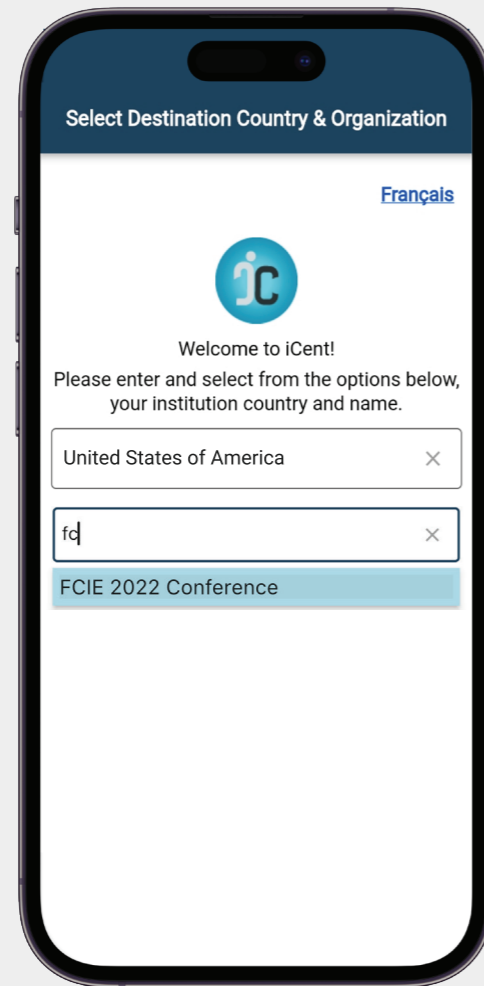 Select Destination Country & Organization
Français
iC
Welcome to iCent!
Please enter and select from the options below,
your institution country and name.
United States of America
fc
FCIE 2022 Conference